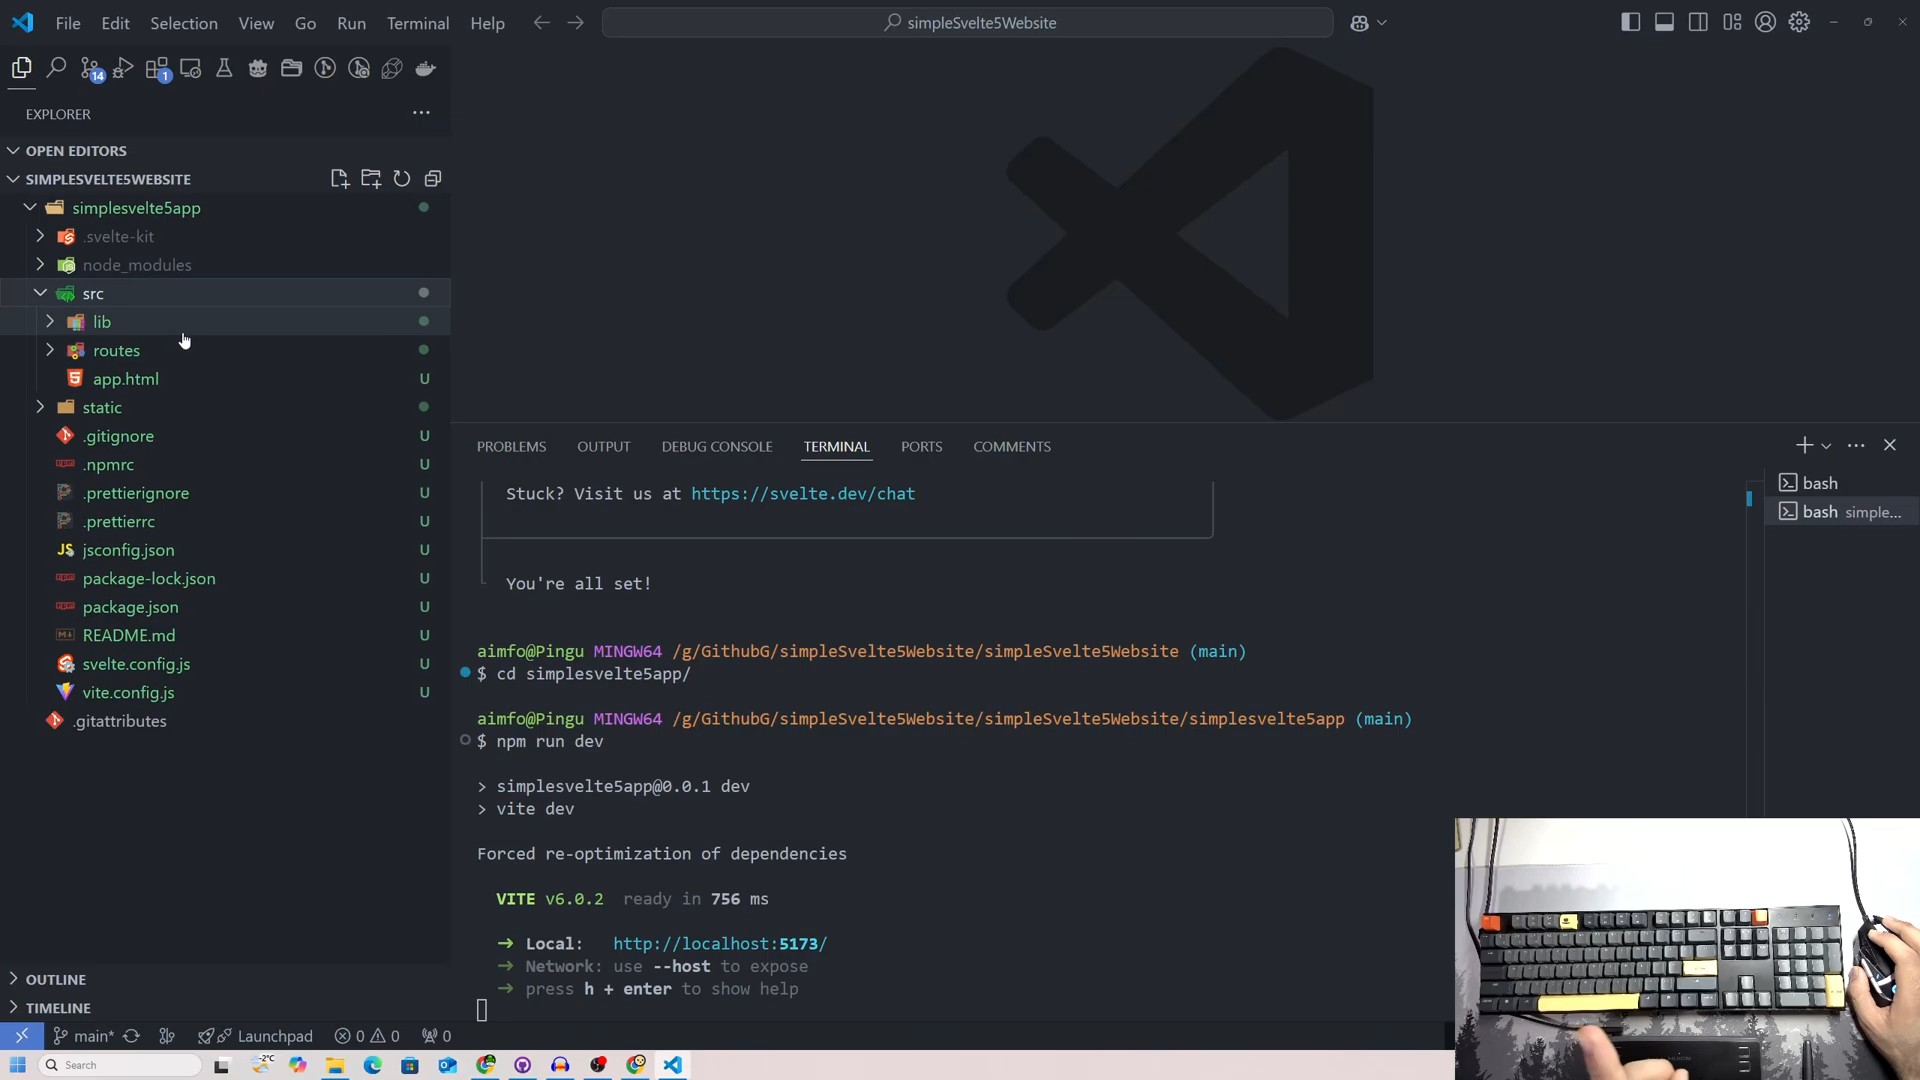 File Edit Selection View Go Run Terminal Help
simpleSvelte5Website
14
1
EXPLORER
OPEN EDITORS
SIMPLESVELTE5WEBSITE
simplesvelte5app
.svelte-kit
node_modules
src
lib
routes
app.html U
static
.gitignore U
.npmrc U
.prettierignore U
.prettierrc U
jsconfig.json U
package-lock.json U
package.json U
README.md U
svelte.config.js U
vite.config.js U
.gitattributes
OUTLINE
TIMELINE
PROBLEMS OUTPUT DEBUG CONSOLE TERMINAL PORTS COMMENTS
Stuck? Visit us at https://svelte.dev/chat
You're all set!
aimfo@Pingu MINGW64 /g/GithubG/simpleSvelte5Website/simpleSvelte5Website (main)
$ cd simplesvelte5app/
aimfo@Pingu MINGW64 /g/GithubG/simpleSvelte5Website/simpleSvelte5Website/simplesvelte5app (main)
$ npm run dev
> simplesvelte5app@0.0.1 dev
> vite dev
Forced re-optimization of dependencies
VITE v6.0.2 ready in 756 ms
→ Local: http://localhost:5173/
→ Network: use --host to expose
→ press h + enter to show help
bash
bash simple...
main* Launchpad 0 0 0
Search
-2°C